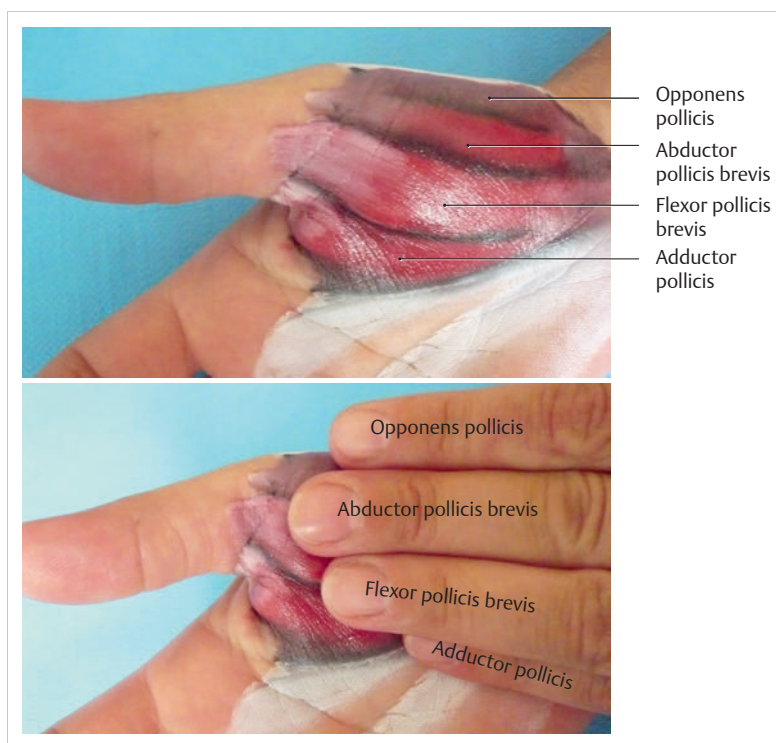 Opponens
pollicis
Abductor
pollicis brevis
Flexor pollicis
brevis
Adductor
pollicis
Opponens pollicis
Abductor pollicis brevis
Flexor pollicis brevis
Adductor pollicis